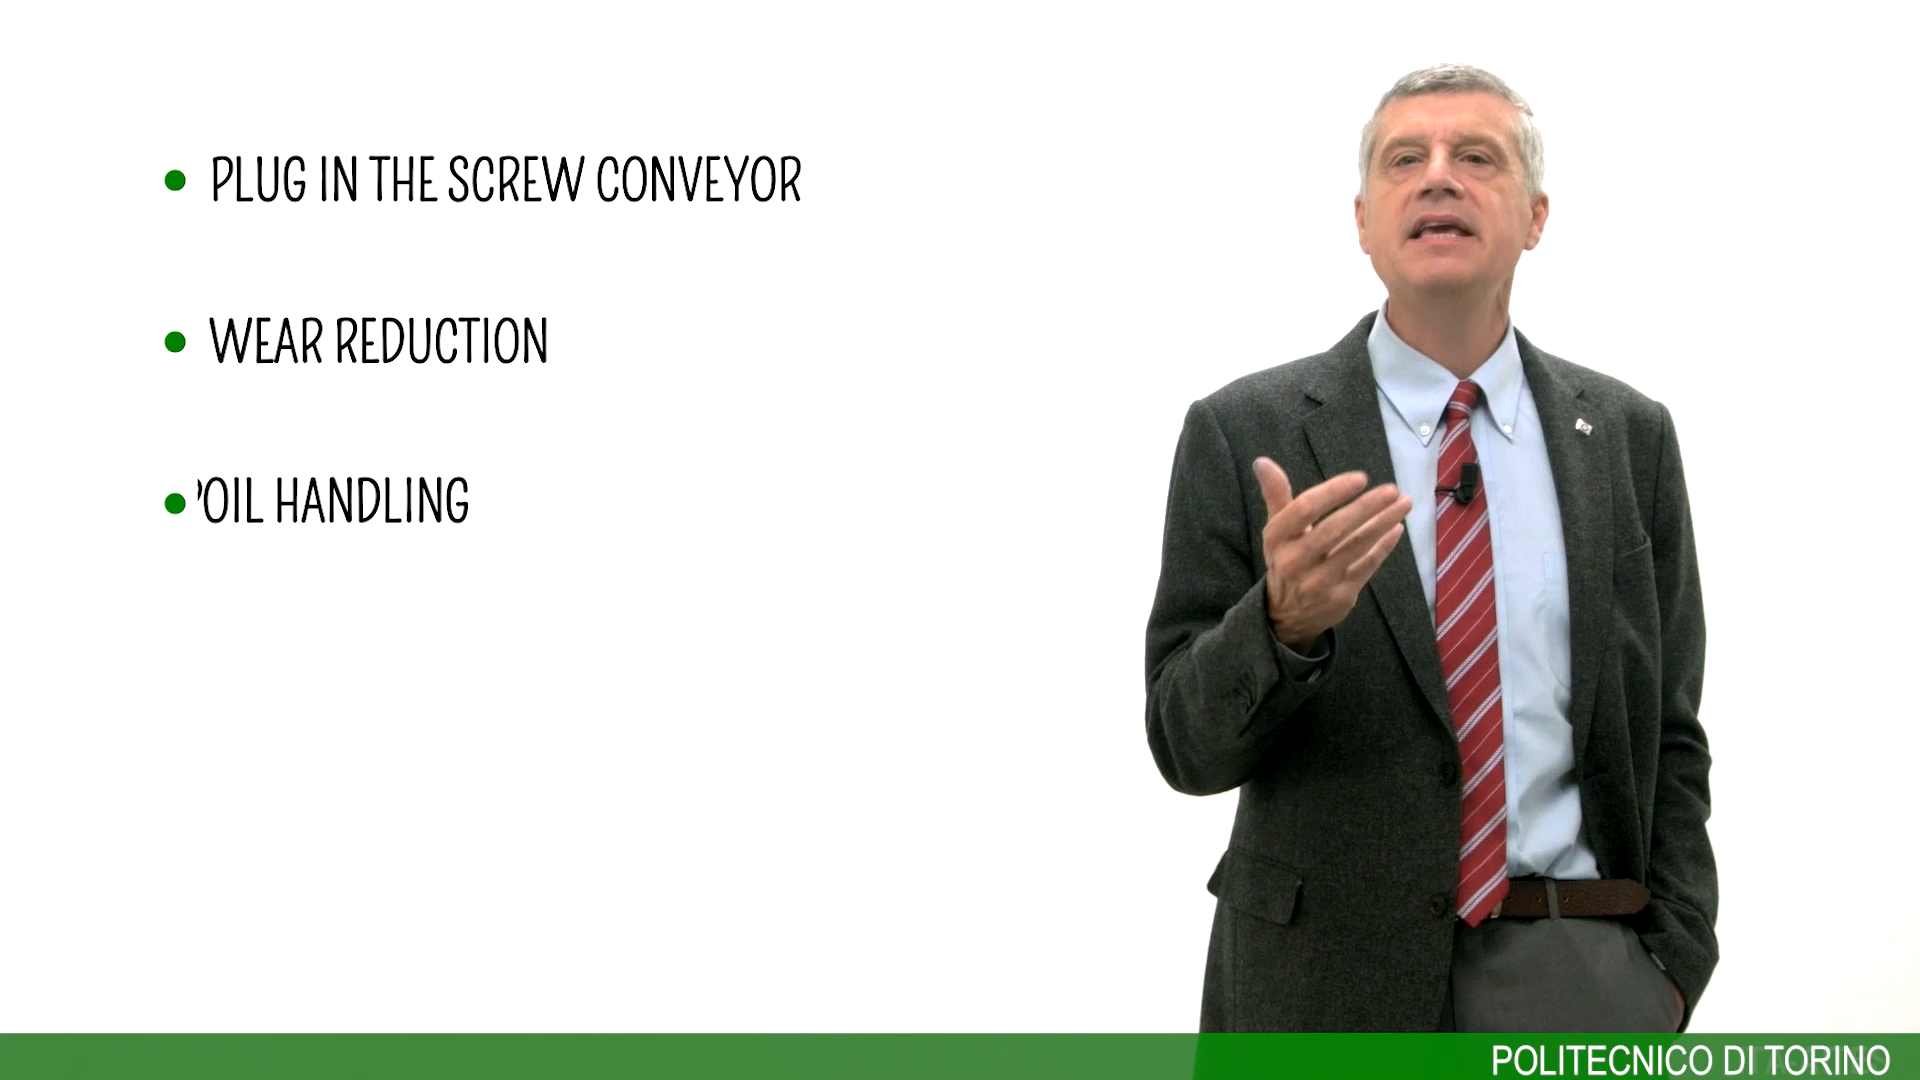 PLUG IN THE SCREW CONVEYOR
WEAR REDUCTION
OIL HANDLING
POLITECNICO DI TORINO